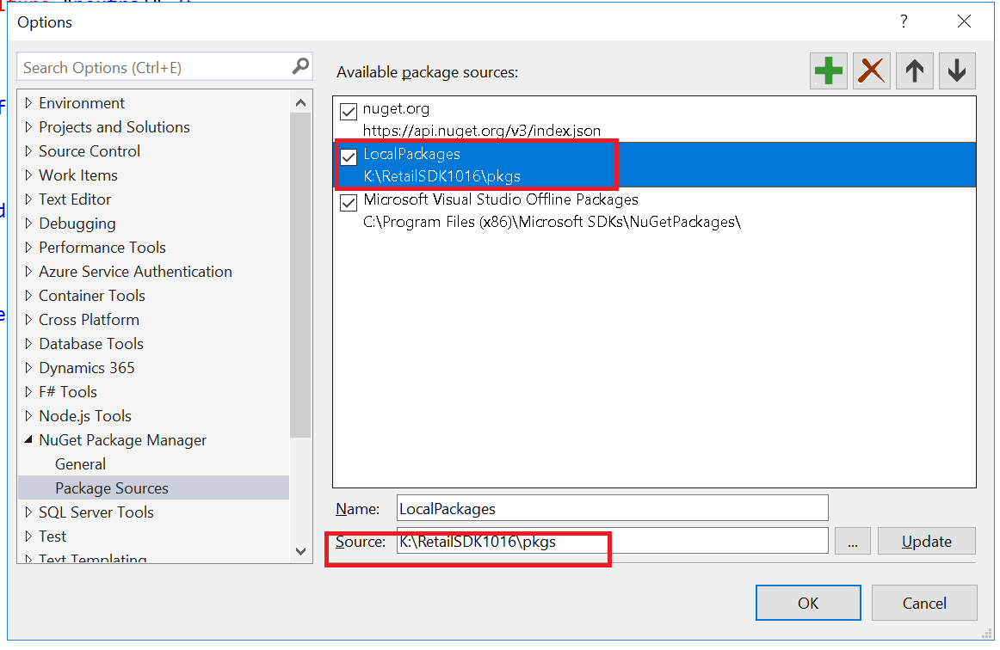 Options
?
Search Options (Ctrl+E)
Environment
Projects and Solutions
Source Control
Work Items
Text Editor
Debugging
Performance Tools
Azure Service Authentication
Container Tools
Cross Platform
Database Tools
Dynamics 365
F# Tools
Node.js Tools
NuGet Package Manager
General
Package Sources
SQL Server Tools
Test
Text Templating
Available package sources:
nuget.org
https://api.nuget.org/v3/index.json
LocalPackages
K:\RetailSDK1016\pkgs
Microsoft Visual Studio Offline Packages
C:\Program Files (x86)\Microsoft SDKs\NuGetPackages\
Name: LocalPackages
Source: K:\RetailSDK1016\pkgs ... Update
OK Cancel